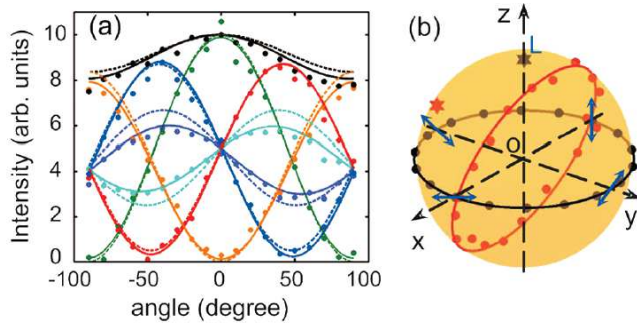 (a)
Intensity (arb. units)
10
8
6
4
2
0
-100
-50
0
50
100
angle (degree)
(b)
z
L
o
x
y